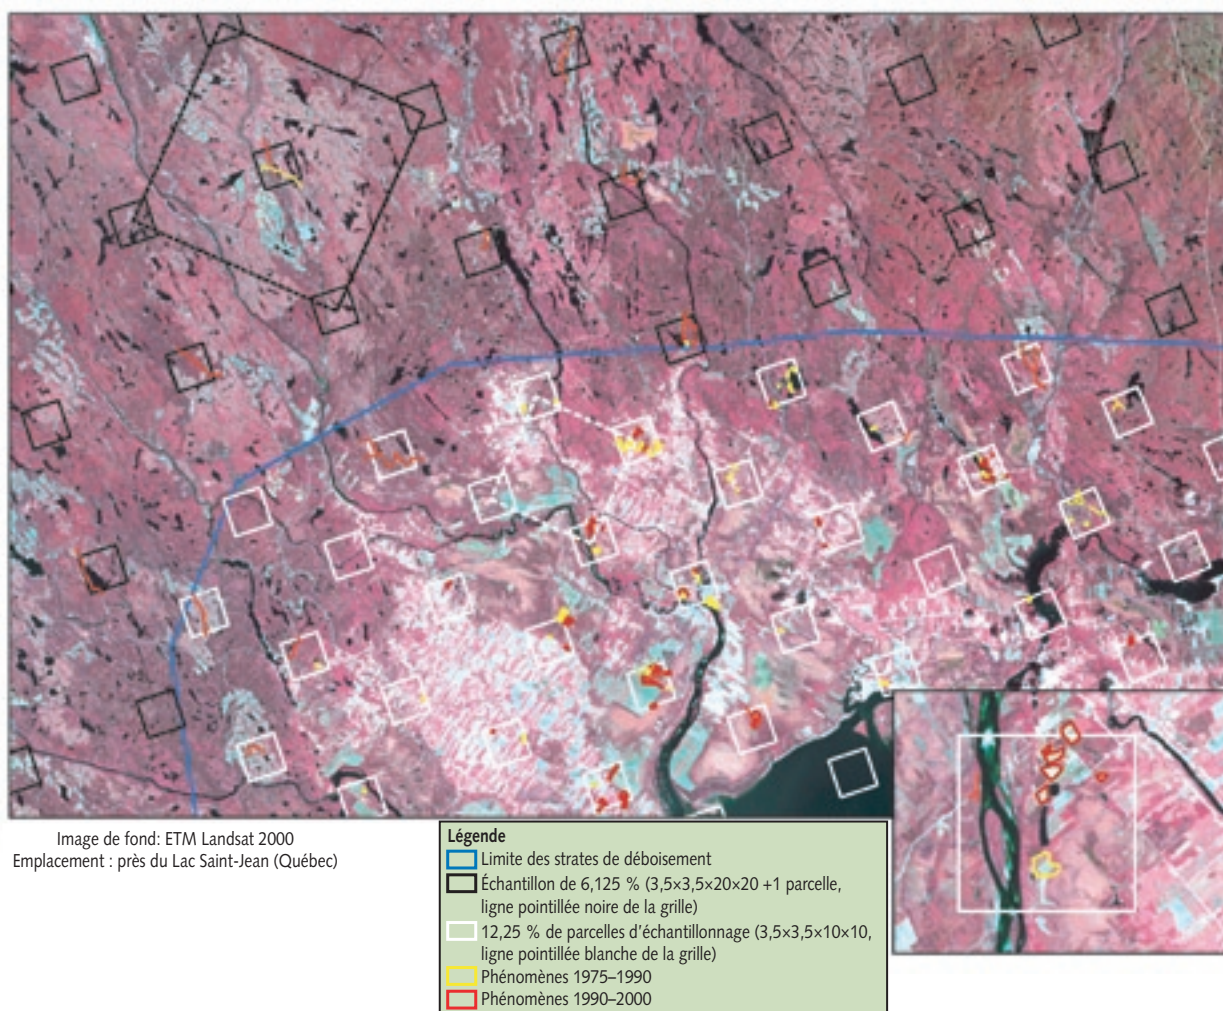 Image de fond: ETM Landsat 2000
Emplacement : près du Lac Saint-Jean (Québec)
Légende
Limite des strates de déboisement
Échantillon de 6,125 % (3,5×3,5×20×20 +1 parcelle,
ligne pointillée noire de la grille)
12,25 % de parcelles d'échantillonnage (3,5×3,5×10×10,
ligne pointillée blanche de la grille)
Phénomènes 1975–1990
Phénomènes 1990–2000